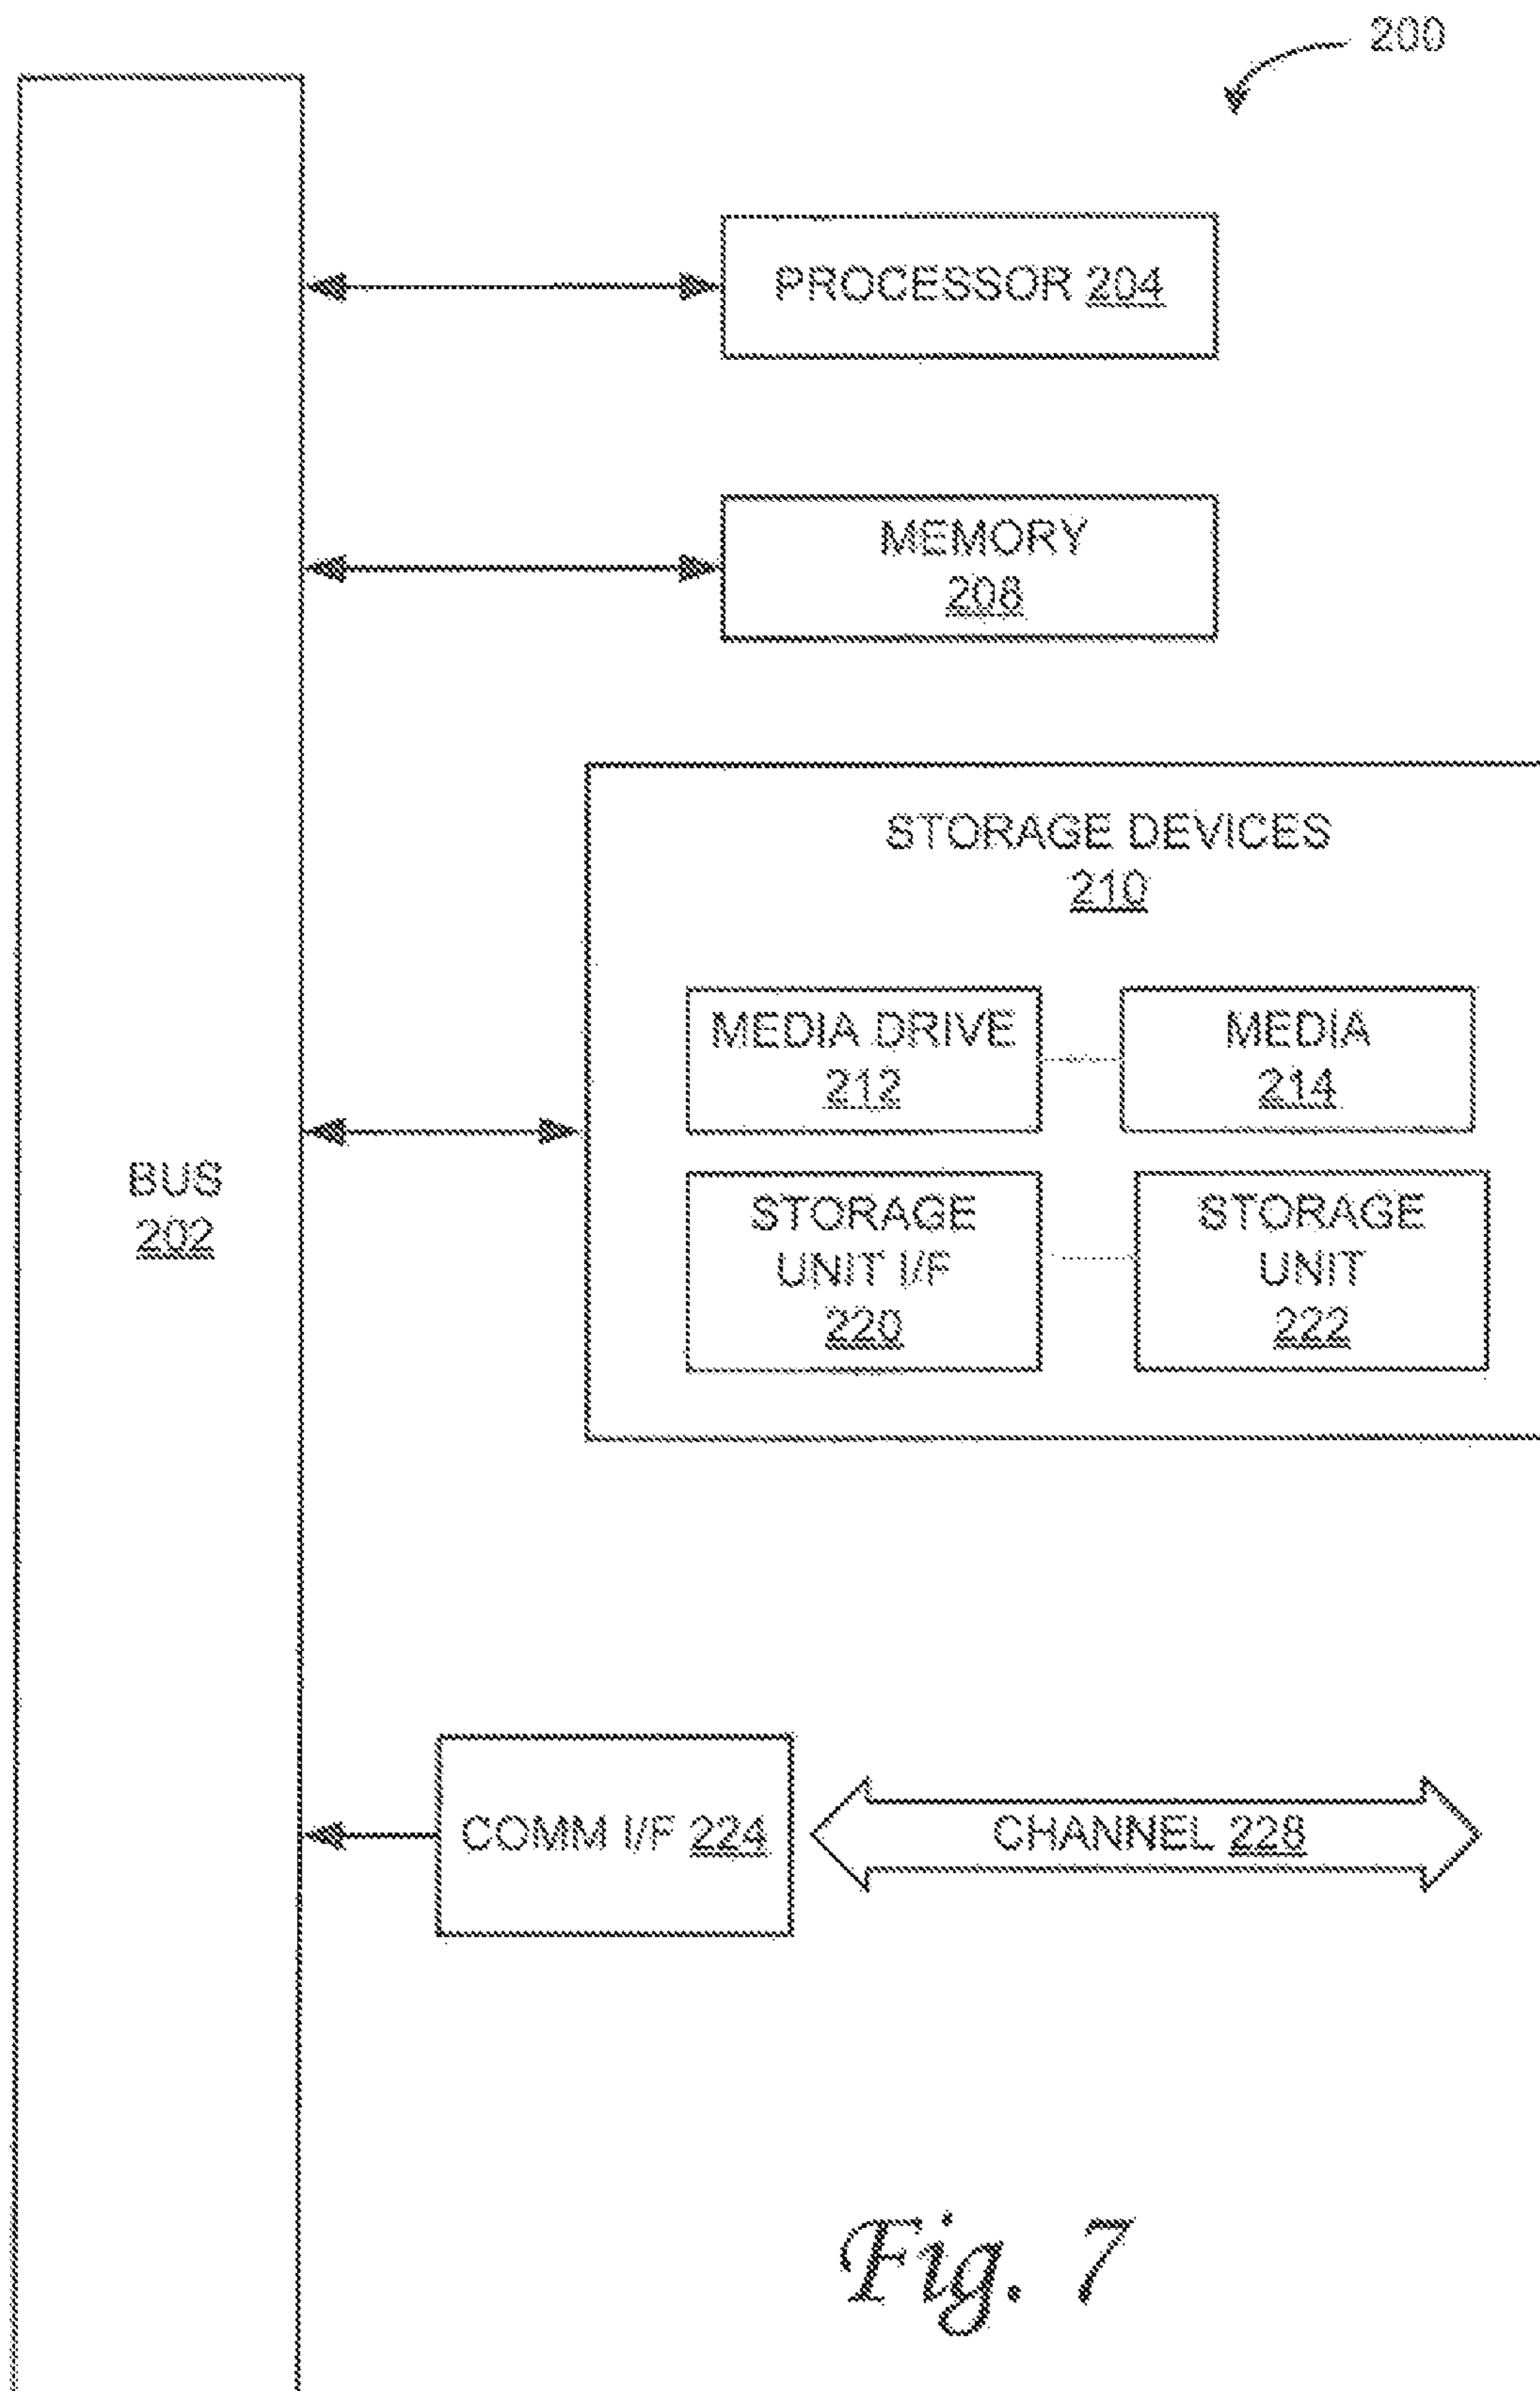 200
PROCESSOR 204
MEMORY
208
STORAGE DEVICES
210
MEDIA DRIVE
212
MEDIA
214
BUS
202
STORAGE
UNIT I/F
220
STORAGE
UNIT
222
COMM I/F 224
CHANNEL 228
Fig. 7